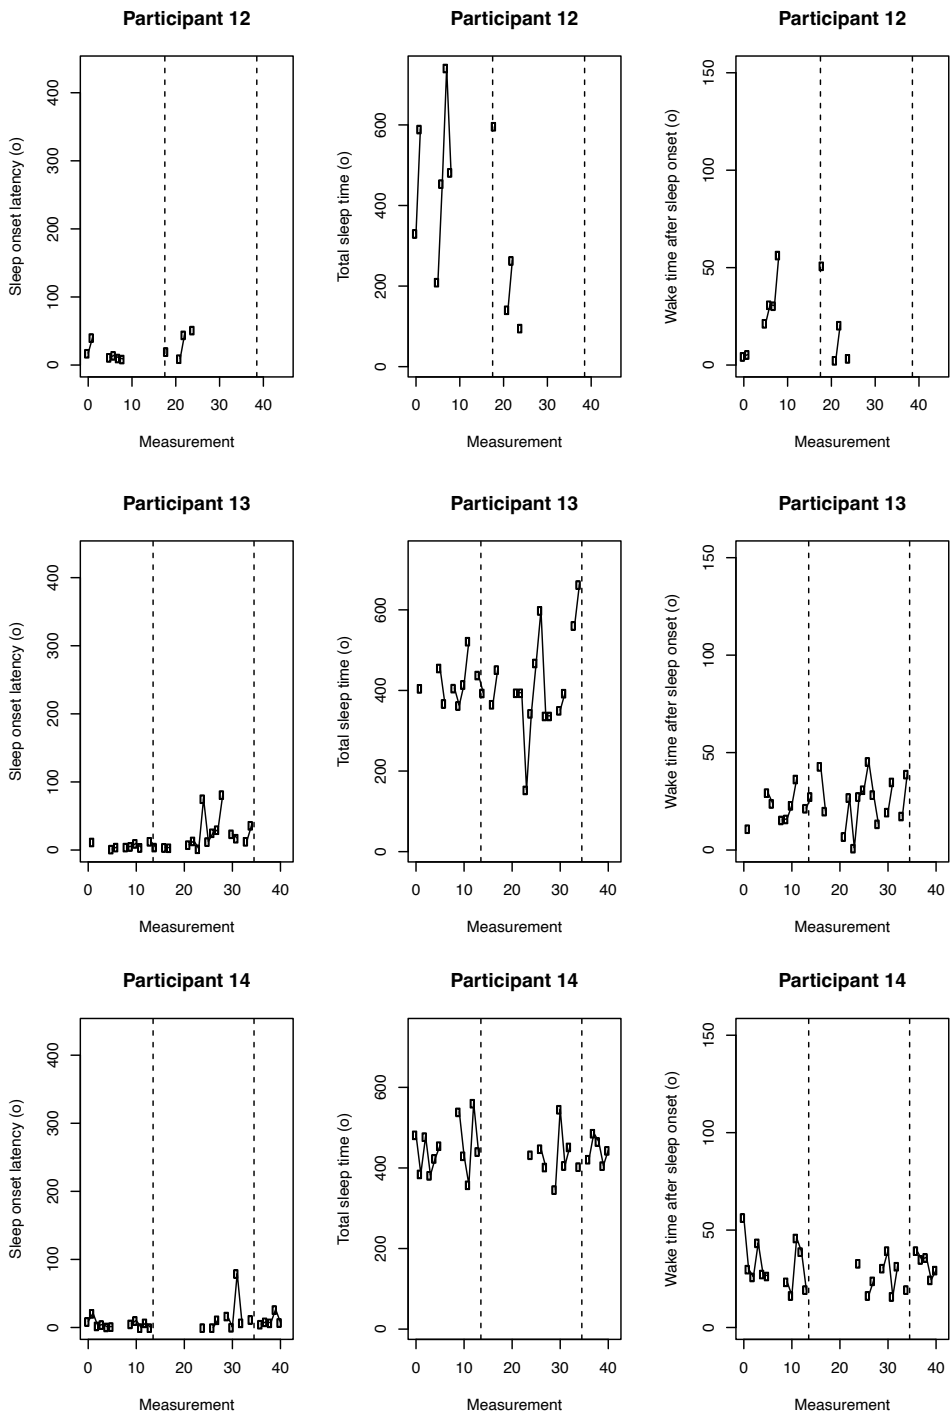 Participant 12
Sleep onset latency (o)
0 100 200 300 400
0 10 20 30 40
Measurement
Participant 12
Total sleep time (o)
0 200 400 600
0 10 20 30 40
Measurement
Participant 12
Wake time after sleep onset (o)
0 50 100 150
0 10 20 30 40
Measurement
Participant 13
Sleep onset latency (o)
0 100 200 300 400
0 10 20 30 40
Measurement
Participant 13
Total sleep time (o)
0 200 400 600
0 10 20 30 40
Measurement
Participant 13
Wake time after sleep onset (o)
0 50 100 150
0 10 20 30 40
Measurement
Participant 14
Sleep onset latency (o)
0 100 200 300 400
0 10 20 30 40
Measurement
Participant 14
Total sleep time (o)
0 200 400 600
0 10 20 30 40
Measurement
Participant 14
Wake time after sleep onset (o)
0 50 100 150
0 10 20 30 40
Measurement